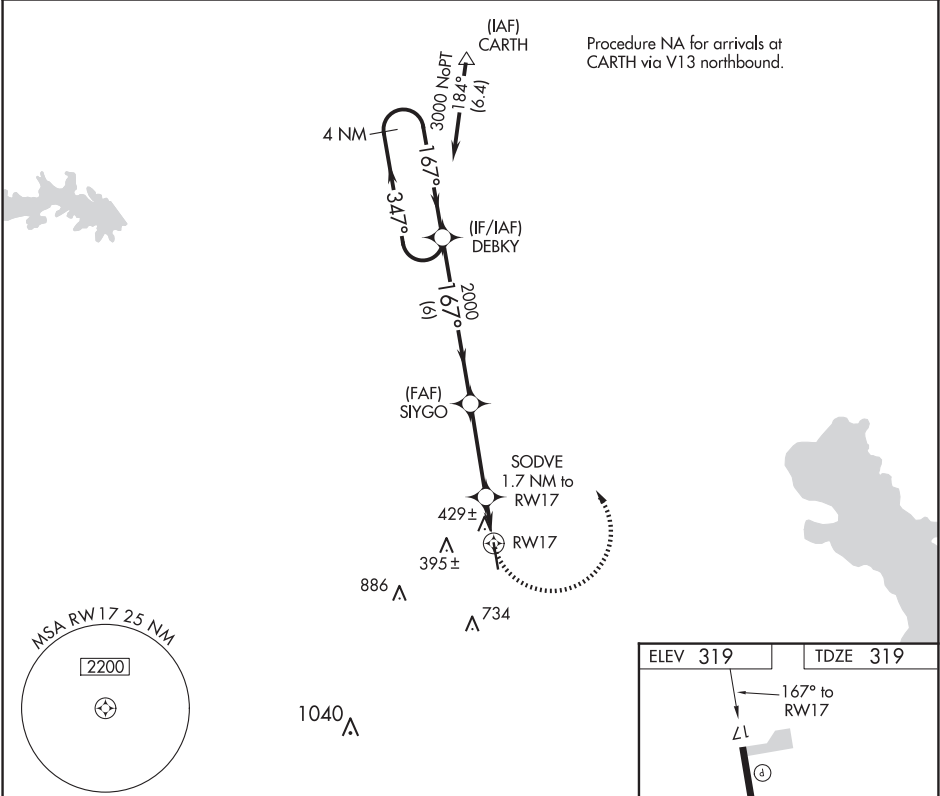 (IAF)
CARTH
Procedure NA for arrivals at
CARTH via V13 northbound.
3000 NoPT
184°
(6.4)
4 NM
167°
347°
(IF/IAF)
DEBKY
2000
167°
(6)
(FAF)
SIYGO
SODVE
1.7 NM to
RW17
429±
RW17
395±
886
734
MSA RW17 25 NM
2200
1040
ELEV 319
TDZE 319
167° to
RW17
17
P